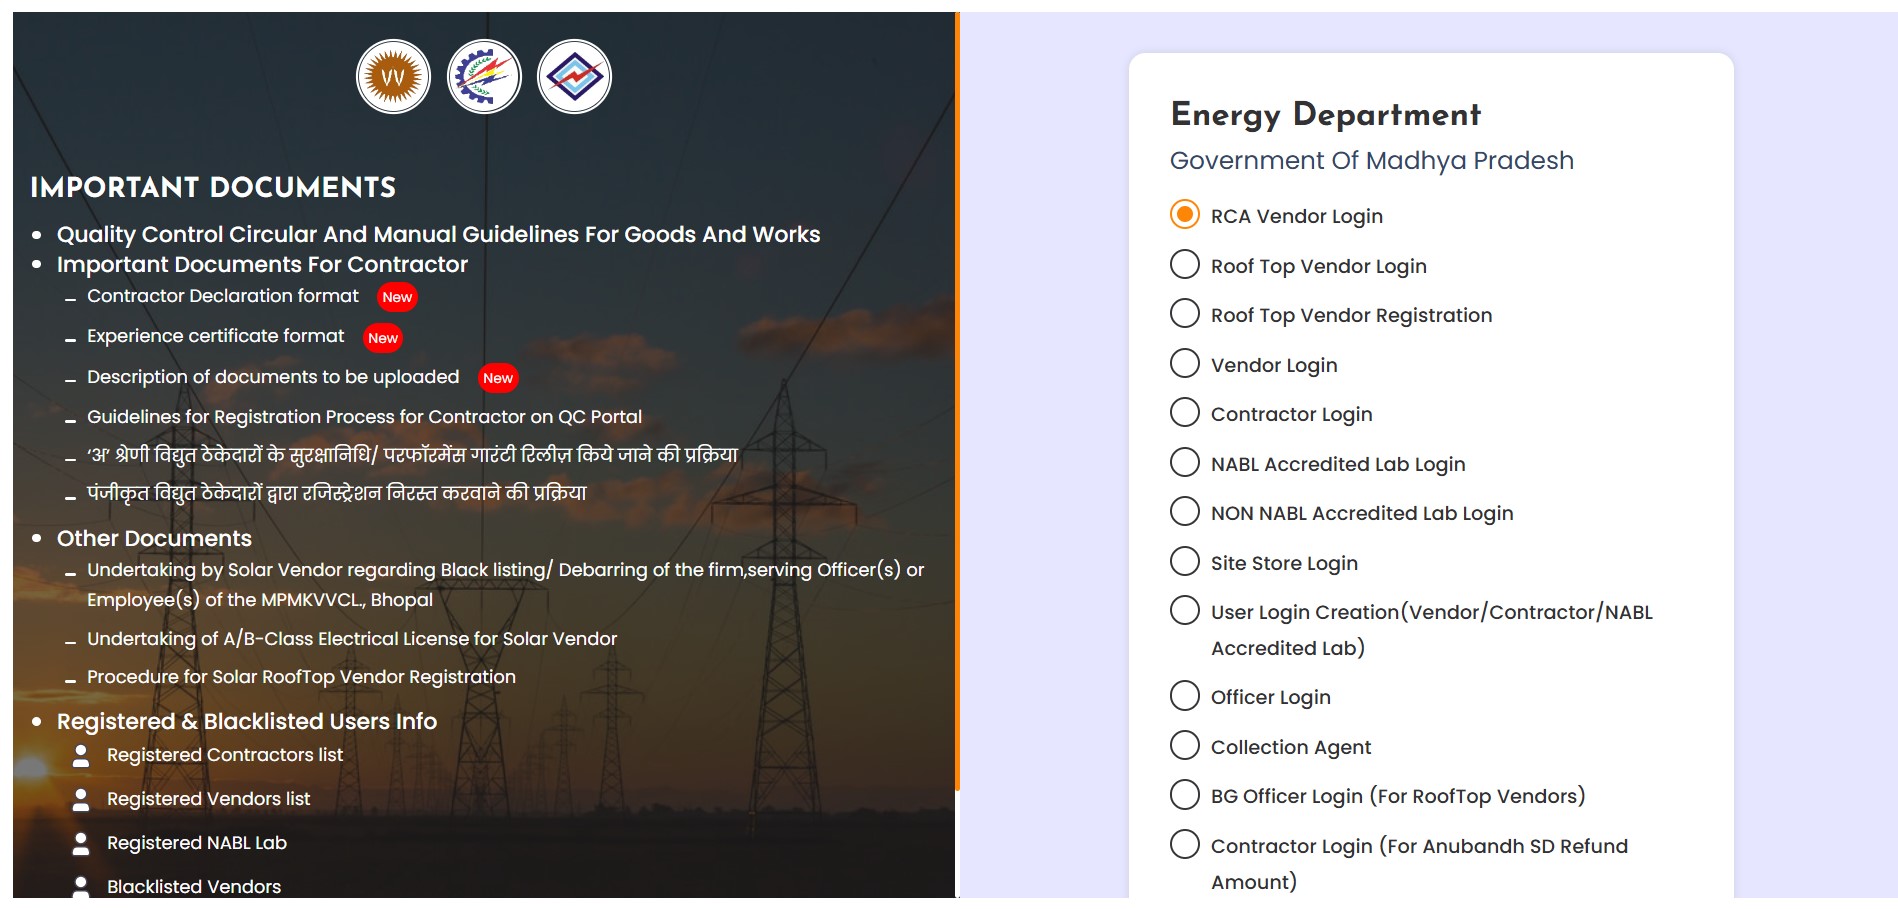 VV
IMPORTANT DOCUMENTS
Quality Control Circular And Manual Guidelines For Goods And Works
Important Documents For Contractor
Contractor Declaration format New
Experience certificate format New
Description of documents to be uploaded New
Guidelines for Registration Process for Contractor on QC Portal
‘अ’ श्रेणी विद्युत ठेकेदारों के सुरक्षानिधि/ परफॉरमेंस गारंटी रिलीज़ किये जाने की प्रक्रिया
पंजीकृत विद्युत ठेकेदारों द्वारा रजिस्ट्रेशन निरस्त करवाने की प्रक्रिया
Other Documents
Undertaking by Solar Vendor regarding Black listing/ Debarring of the firm,serving Officer(s) or
Employee(s) of the MPMKVVCL., Bhopal
Undertaking of A/B-Class Electrical License for Solar Vendor
Procedure for Solar RoofTop Vendor Registration
Registered & Blacklisted Users Info
Registered Contractors list
Registered Vendors list
Registered NABL Lab
Blacklisted Vendors
Energy Department
Government Of Madhya Pradesh
RCA Vendor Login
Roof Top Vendor Login
Roof Top Vendor Registration
Vendor Login
Contractor Login
NABL Accredited Lab Login
NON NABL Accredited Lab Login
Site Store Login
User Login Creation(Vendor/Contractor/NABL
Accredited Lab)
Officer Login
Collection Agent
BG Officer Login (For RoofTop Vendors)
Contractor Login (For Anubandh SD Refund
Amount)